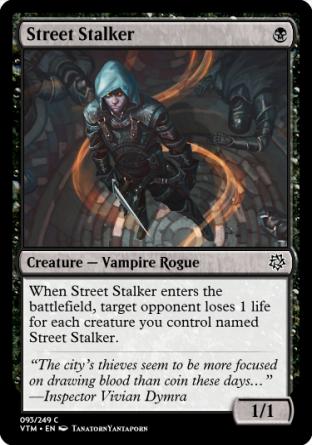 Street Stalker
Creature — Vampire Rogue
When Street Stalker enters the
battlefield, target opponent loses 1 life
for each creature you control named
Street Stalker.
“The city’s thieves seem to be more focused
on drawing blood than coin these days…”
—Inspector Vivian Dymra
1/1
093/249 C
VTM • EN TanatornYantaporn